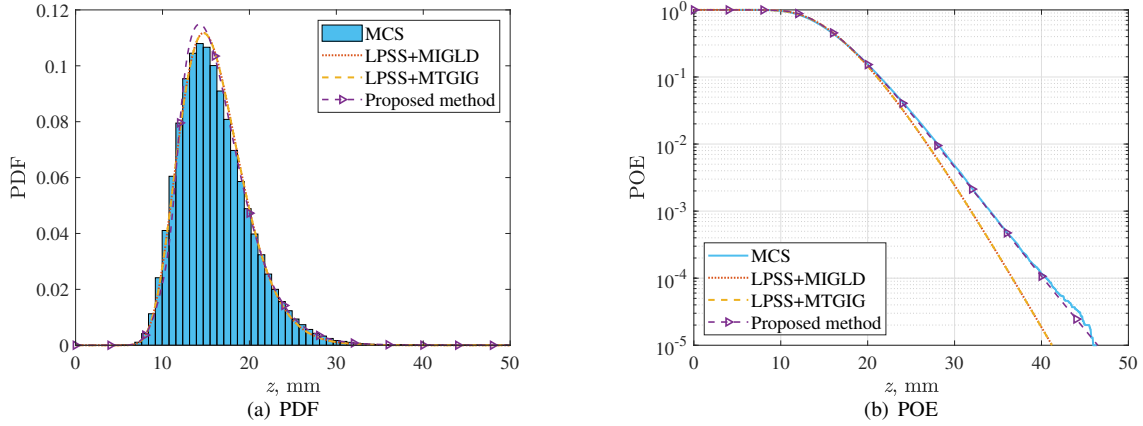 0.12
0.1
0.08
0.06
0.04
0.02
0
PDF
0 10 20 30 40 50
z, mm
MCS
LPSS+MIGLD
LPSS+MTGIG
Proposed method
(a) PDF
10^0
10^-1
10^-2
10^-3
10^-4
10^-5
POE
0 10 20 30 40 50
z, mm
MCS
LPSS+MIGLD
LPSS+MTGIG
Proposed method
(b) POE